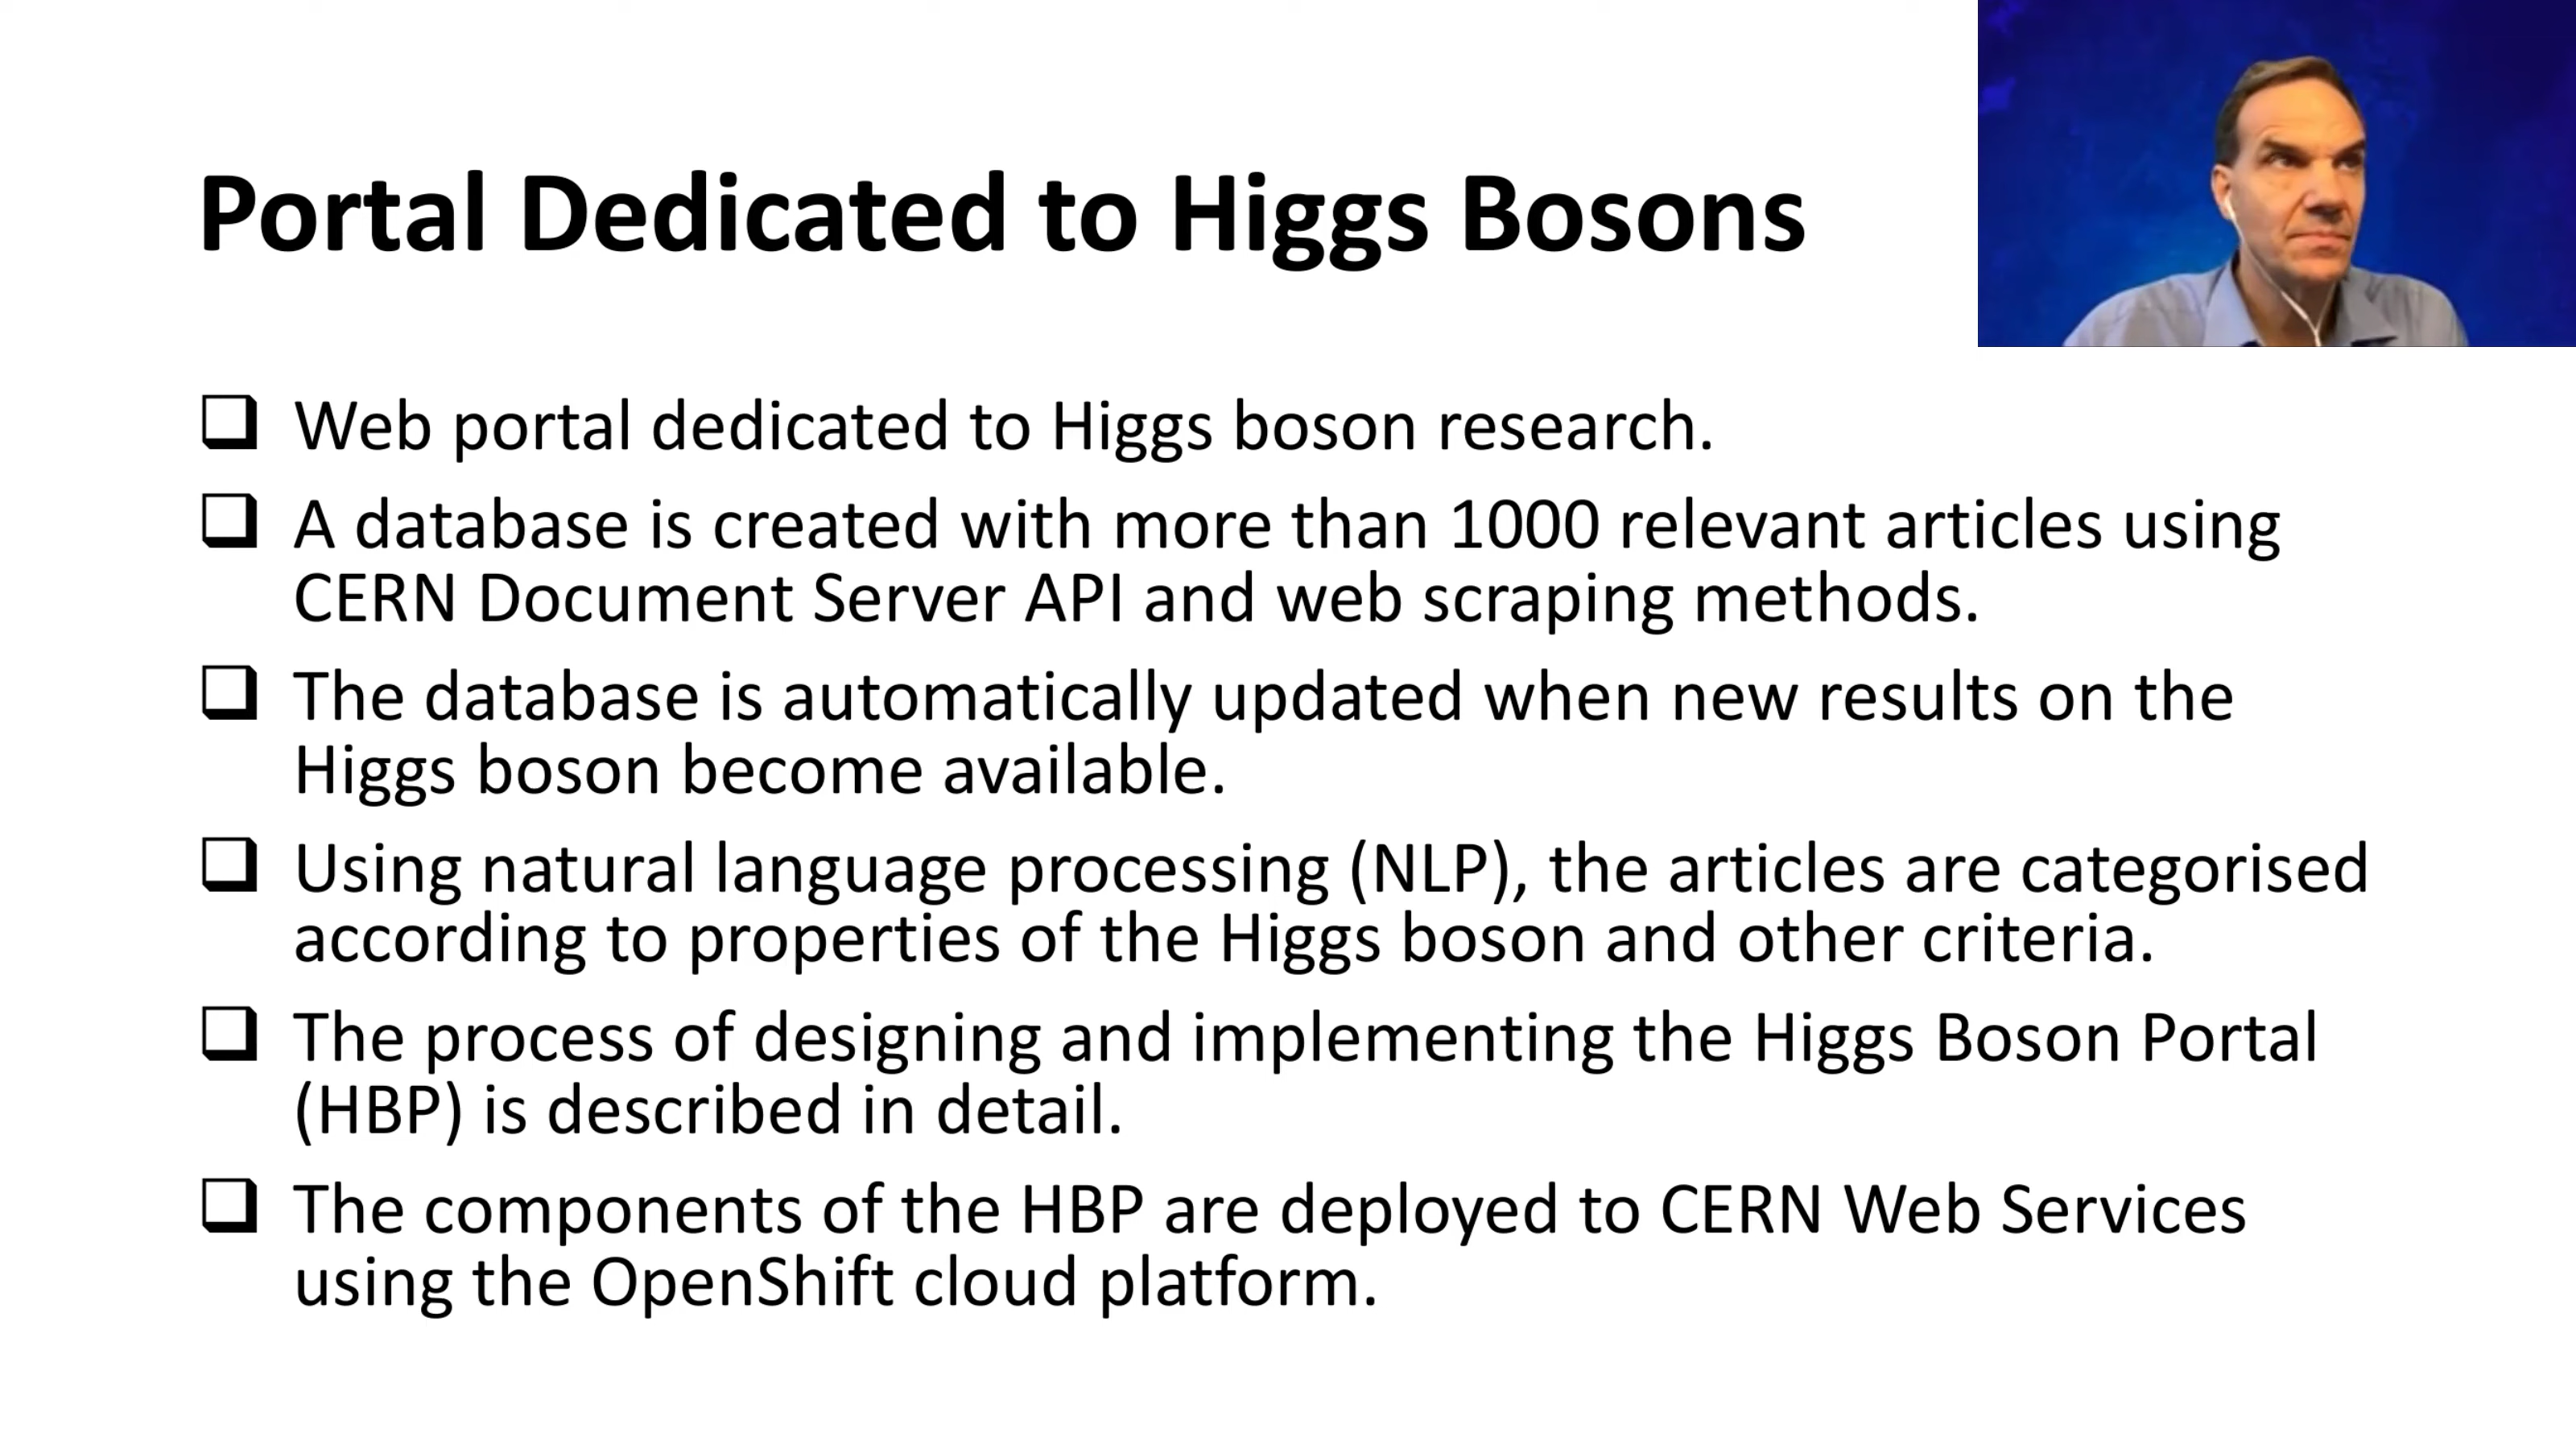 Portal Dedicated to Higgs Bosons
Web portal dedicated to Higgs boson research.
A database is created with more than 1000 relevant articles using
CERN Document Server API and web scraping methods.
The database is automatically updated when new results on the
Higgs boson become available.
Using natural language processing (NLP), the articles are categorised
according to properties of the Higgs boson and other criteria.
The process of designing and implementing the Higgs Boson Portal
(HBP) is described in detail.
The components of the HBP are deployed to CERN Web Services
using the OpenShift cloud platform.